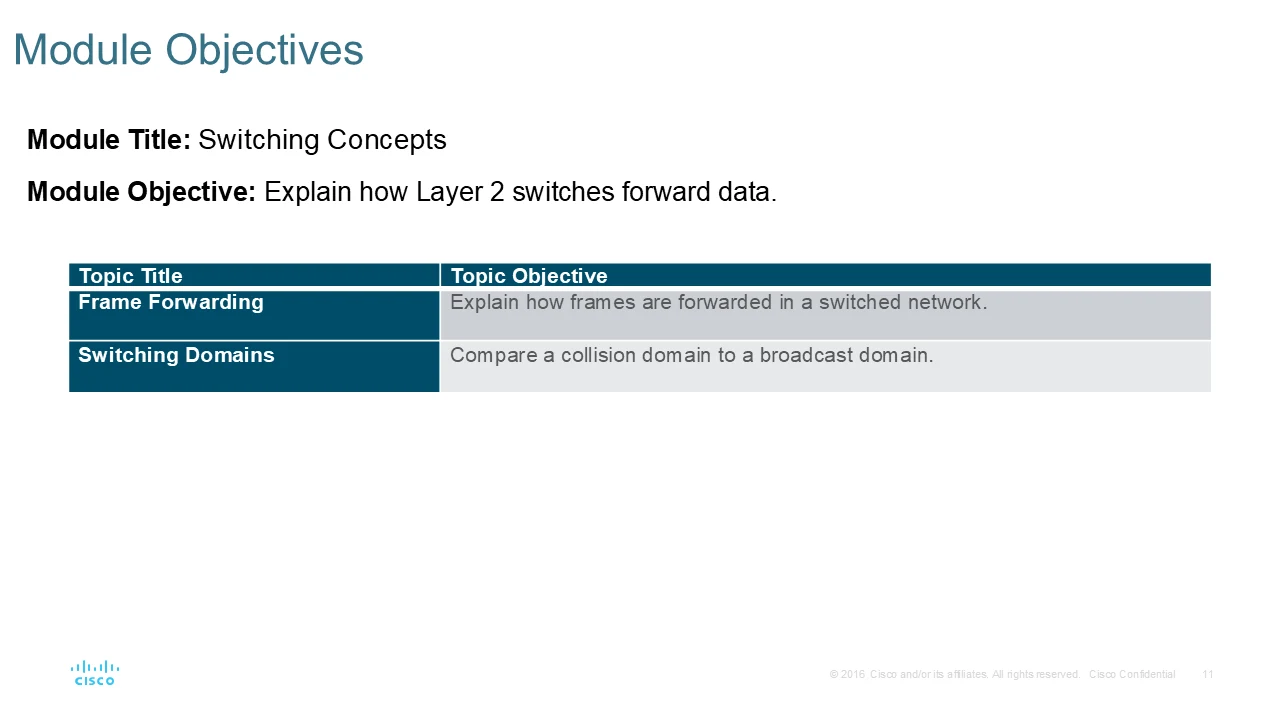 Module Objectives
Module Title: Switching Concepts
Module Objective: Explain how Layer 2 switches forward data.
Topic Title Topic Objective
Frame Forwarding Explain how frames are forwarded in a switched network.
Switching Domains Compare a collision domain to a broadcast domain.
CISCO © 2016 Cisco and/or its affiliates. All rights reserved. Cisco Confidential 11